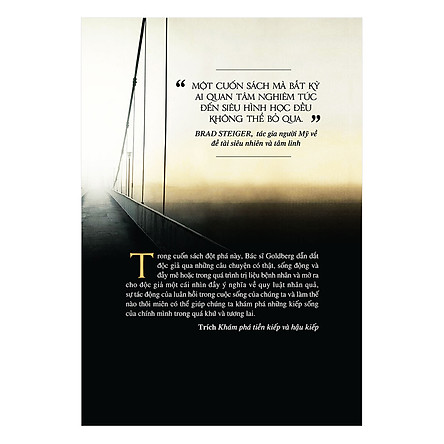 “ MỘT CUỐN SÁCH MÀ BẤT KỲ
AI QUAN TÂM NGHIÊM TÚC
ĐẾN SIÊU HÌNH HỌC ĐỀU
KHÔNG THỂ BỎ QUA. ”
BRAD STEIGER, tác gia người Mỹ về
đề tài siêu nhiên và tâm linh
Trong cuốn sách đột phá này, Bác sĩ Goldberg dẫn dắt
độc giả qua những câu chuyện có thật, sống động và
đầy mê hoặc trong quá trình trị liệu bệnh nhân và mở ra
cho độc giả một cái nhìn đầy ý nghĩa về quy luật nhân quả,
sự tác động của luân hồi trong cuộc sống của chúng ta và làm thế
nào thôi miên có thể giúp chúng ta khám phá những kiếp sống
của chính mình trong quá khứ và tương lai.
Trích Khám phá tiền kiếp và hậu kiếp